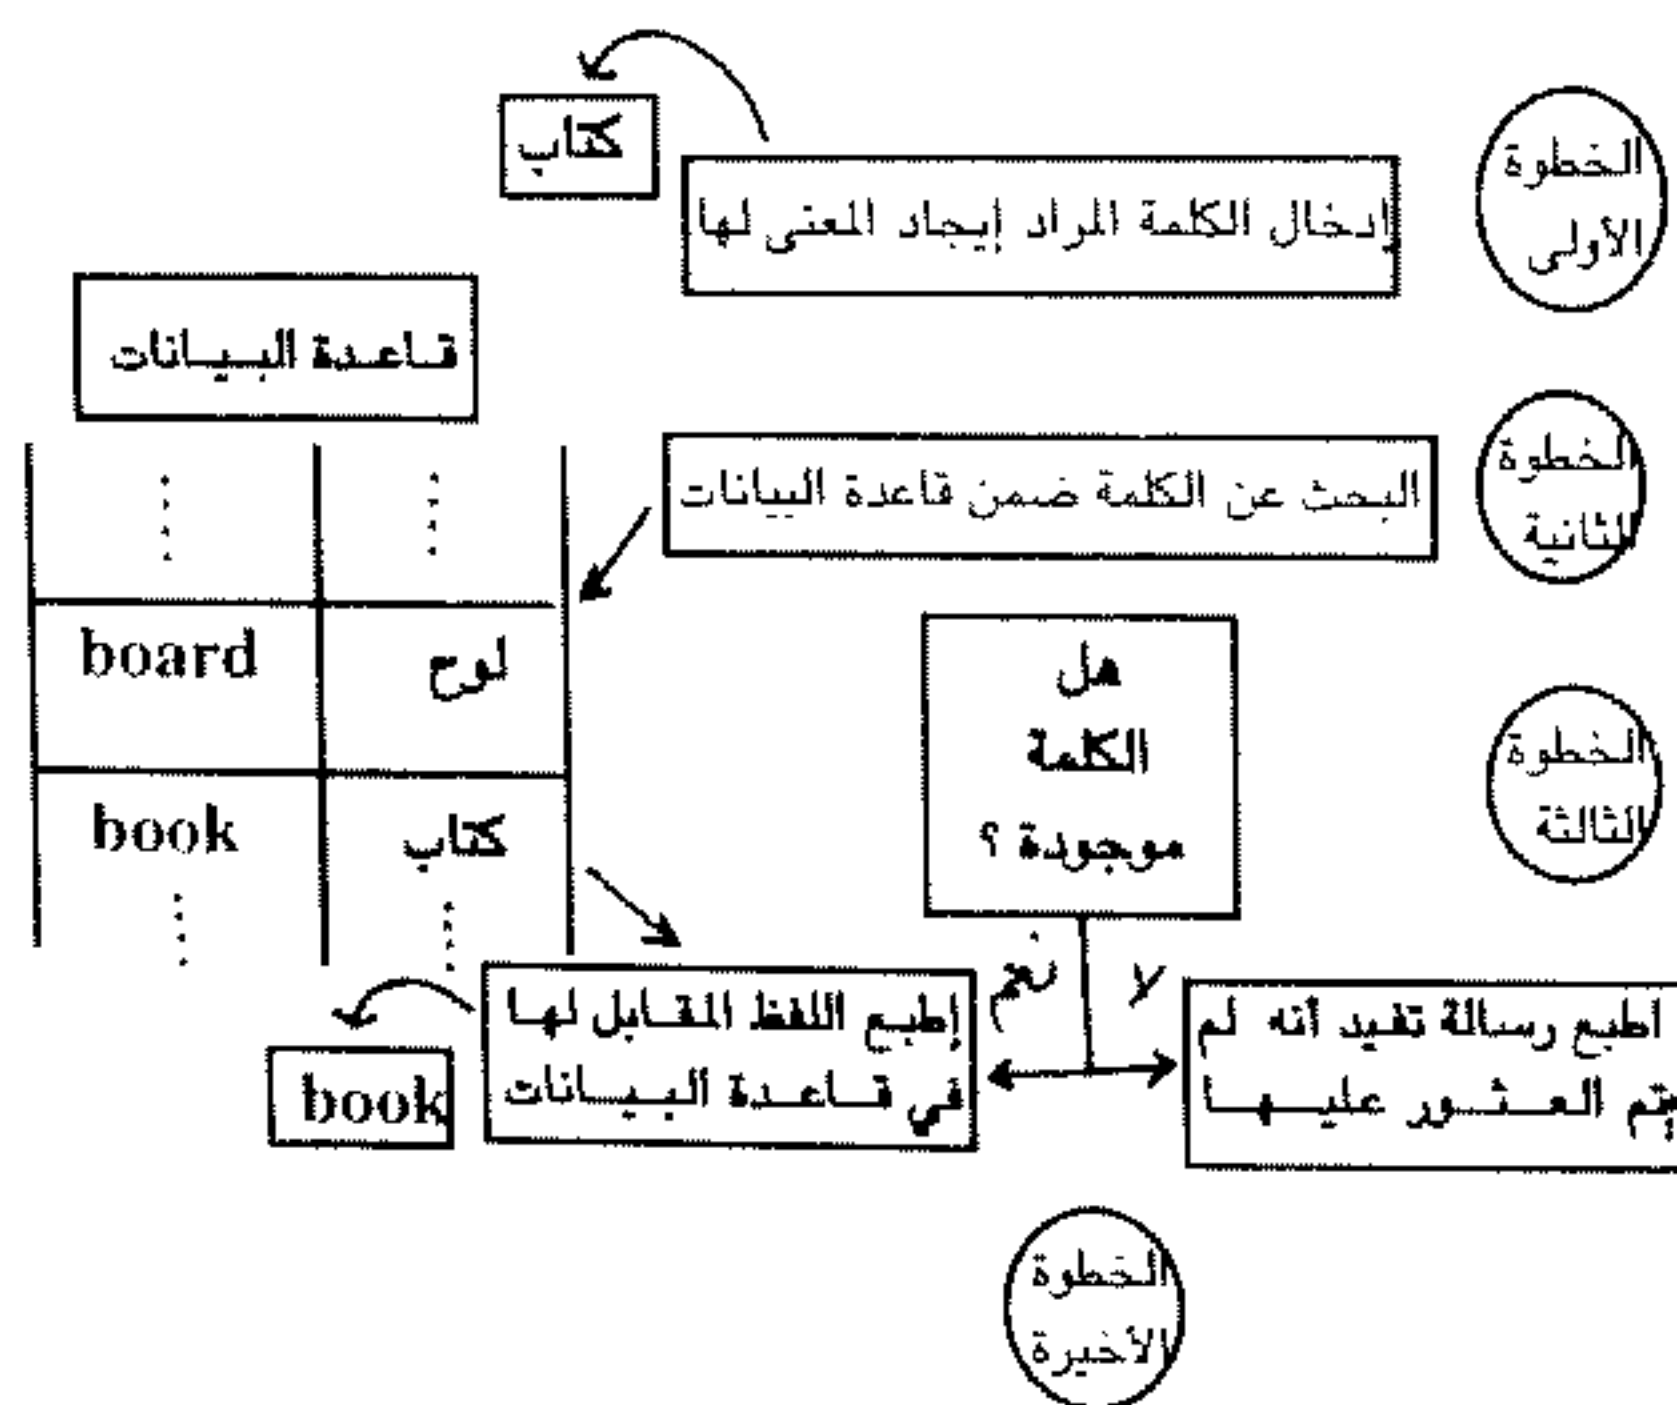 كتاب
الخطوة
الأولى
إدخال الكلمة المراد إيجاد المعنى لها
قاعدة البيانات
الخطوة
الثانية
البحث عن الكلمة ضمن قاعدة البيانات
لوح board
كتاب book
هل
الكلمة
موجودة ؟
الخطوة
الثالثة
لا
نعم
اطبع رسالة تفيد أنه لم
يتم العثور عليها
إطبع اللفظ المقابل لها
في قاعدة البيانات
book
الخطوة
الأخيرة